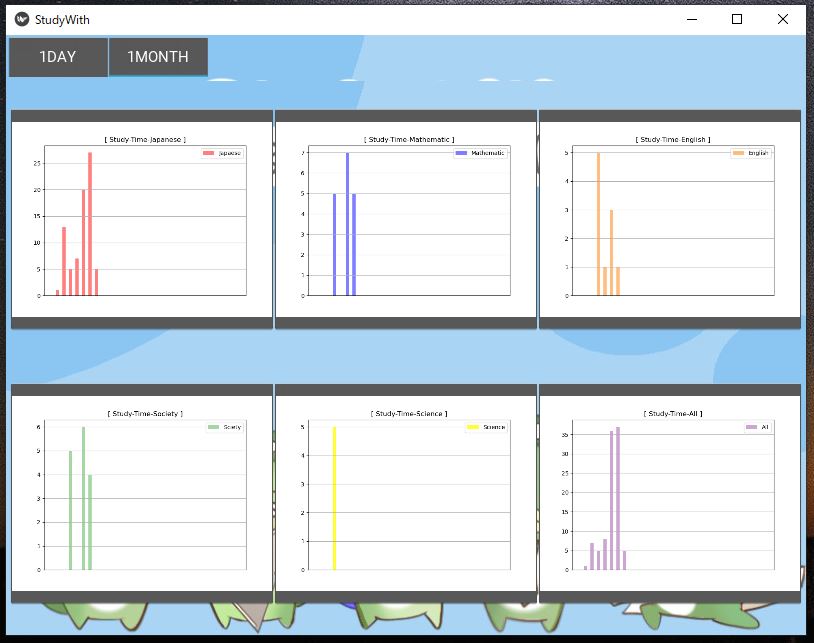 StudyWith
1DAY 1MONTH
[ Study-Time-Japanese ]
Japaese
25
20
15
10
5
0
[ Study-Time-Mathematic ]
Mathematic
7
6
5
4
3
2
1
0
[ Study-Time-English ]
English
5
4
3
2
1
0
[ Study-Time-Society ]
Sciety
6
5
4
3
2
1
0
[ Study-Time-Science ]
Science
5
4
3
2
1
0
[ Study-Time-All ]
All
35
30
25
20
15
10
5
0